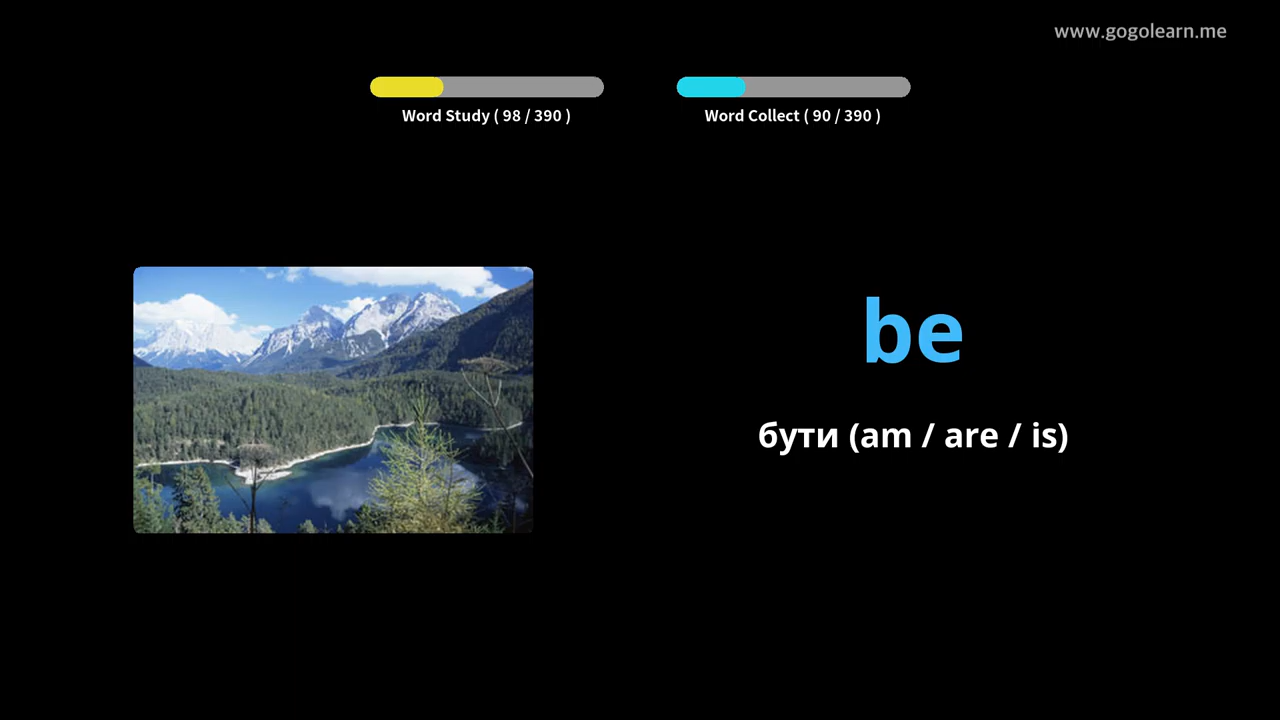 www.gogolearn.me
Word Study ( 98 / 390 )
Word Collect ( 90 / 390 )
be
бути (am / are / is)